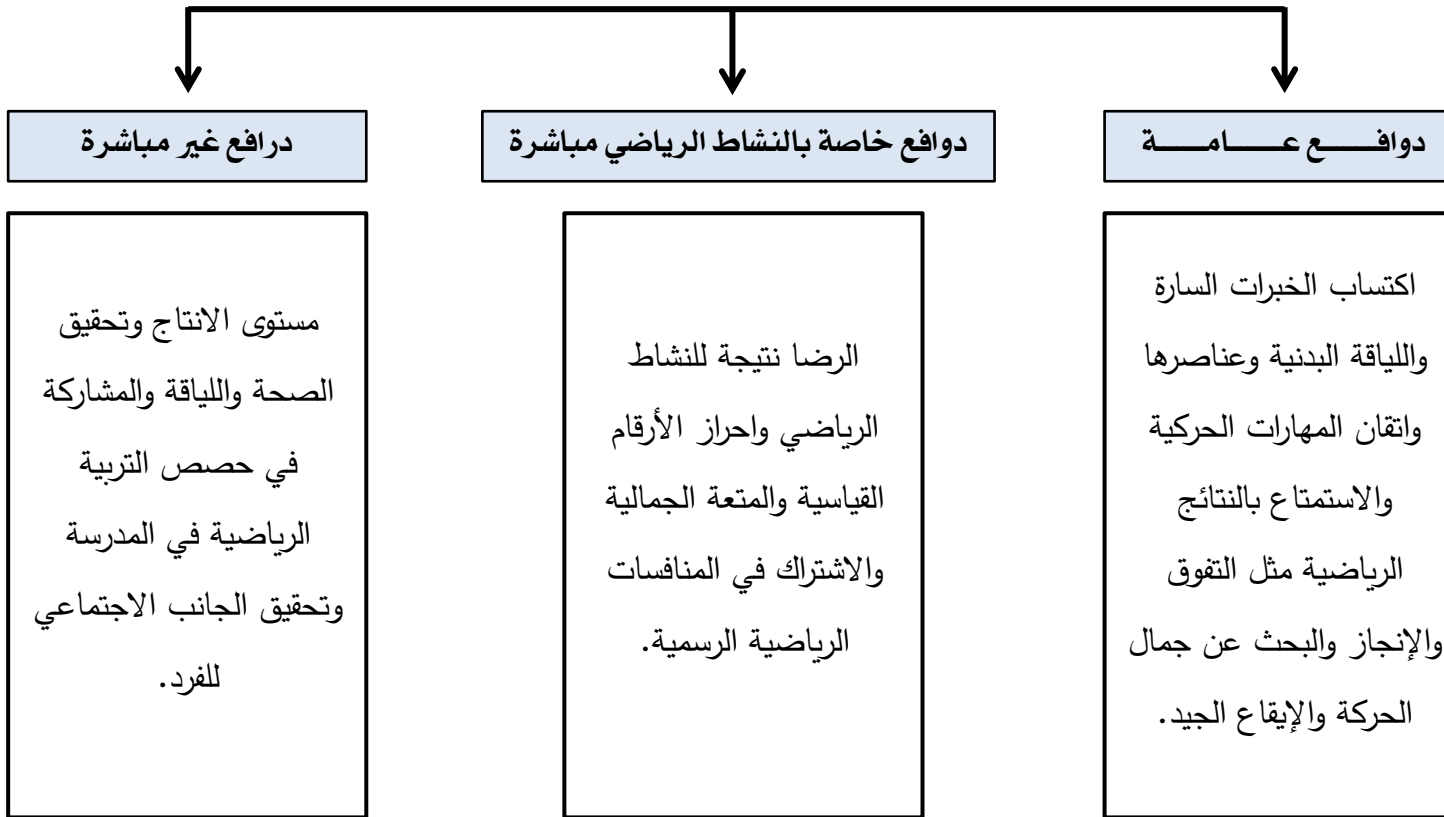 دوافع عامة
دوافع خاصة بالنشاط الرياضي مباشرة
درافع غير مباشرة
اكتساب الخبرات السارة
واللياقة البدنية وعناصرها
واتقان المهارات الحركية
والاستمتاع بالنتائج
الرياضية مثل التفوق
والإنجاز والبحث عن جمال
الحركة والإيقاع الجيد.
الرضا نتيجة للنشاط
الرياضي واحراز الأرقام
القياسية والمتعة الجمالية
والاشتراك في المنافسات
الرياضية الرسمية.
مستوى الانتاج وتحقيق
الصحة واللياقة والمشاركة
في حصص التربية
الرياضية في المدرسة
وتحقيق الجانب الاجتماعي
للفرد.